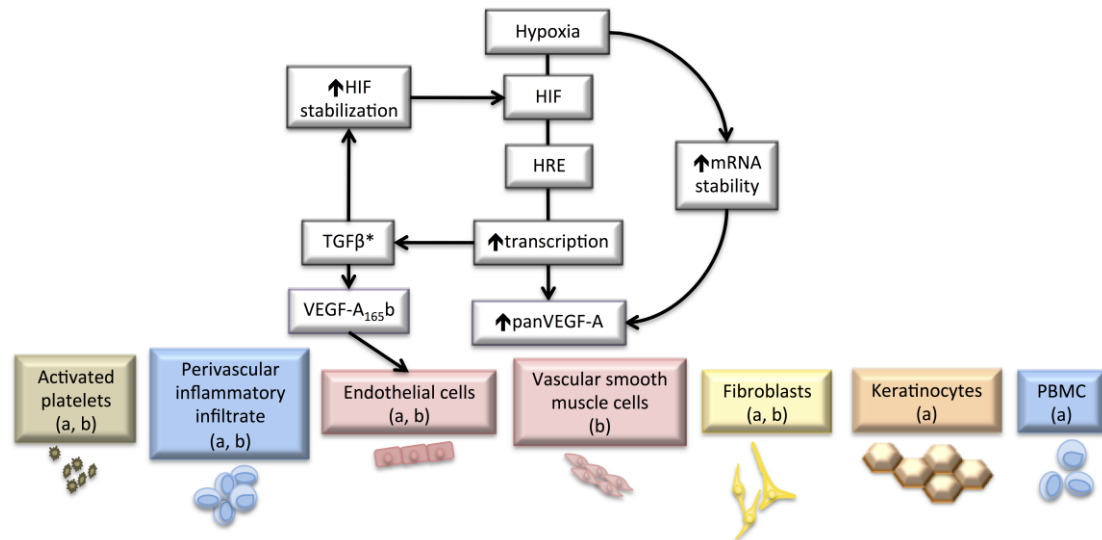 Hypoxia
🡅HIF
stabilization
HIF
HRE
🡅mRNA
stability
TGFβ*
🡅transcription
VEGF-A₁₆₅b
🡅panVEGF-A
Activated
platelets
(a, b)
Perivascular
inflammatory
infiltrate
(a, b)
Endothelial cells
(a, b)
Vascular smooth
muscle cells
(b)
Fibroblasts
(a, b)
Keratinocytes
(a)
PBMC
(a)